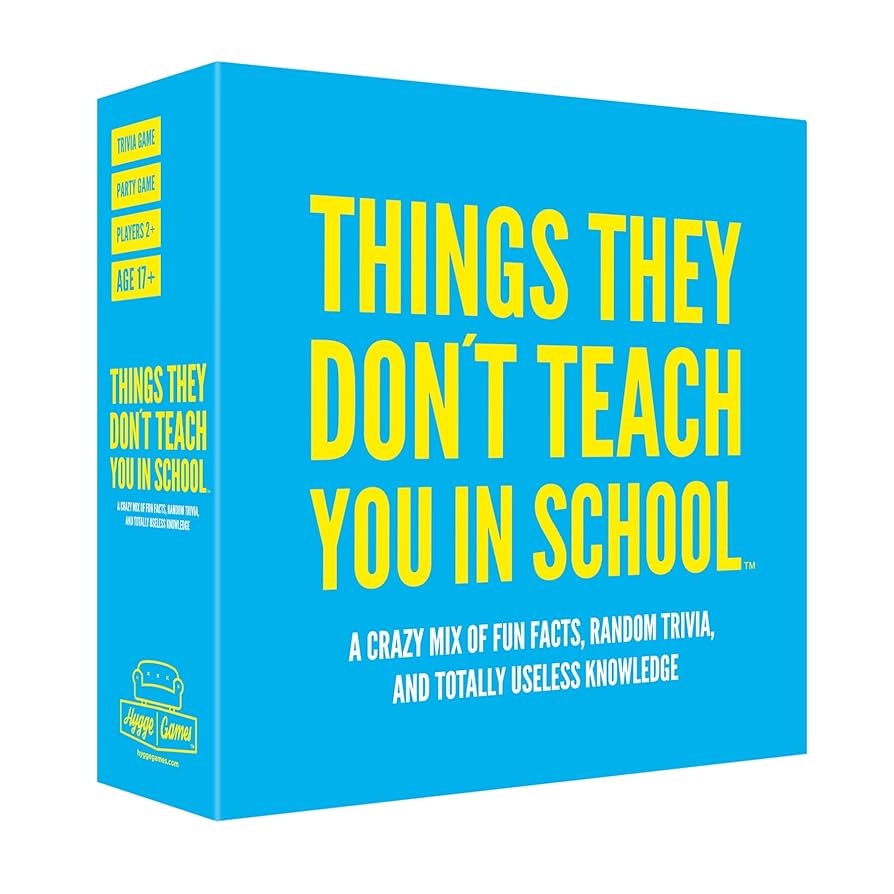 TRIVIA GAME
PARTY GAME
PLAYERS 2+
AGE 17+
THINGS THEY
DON´T TEACH
YOU IN SCHOOL™
A CRAZY MIX OF FUN FACTS, RANDOM TRIVIA,
AND TOTALLY USELESS KNOWLEDGE
Hygge Games™
hyggegames.com
THINGS THEY
DON´T TEACH
YOU IN SCHOOL™
A CRAZY MIX OF FUN FACTS, RANDOM TRIVIA,
AND TOTALLY USELESS KNOWLEDGE